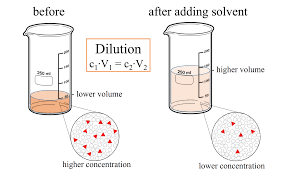 before
after adding solvent
Dilution
c₁·V₁ = c₂·V₂
250 ml
lower volume
higher concentration
250 ml
higher volume
lower concentration